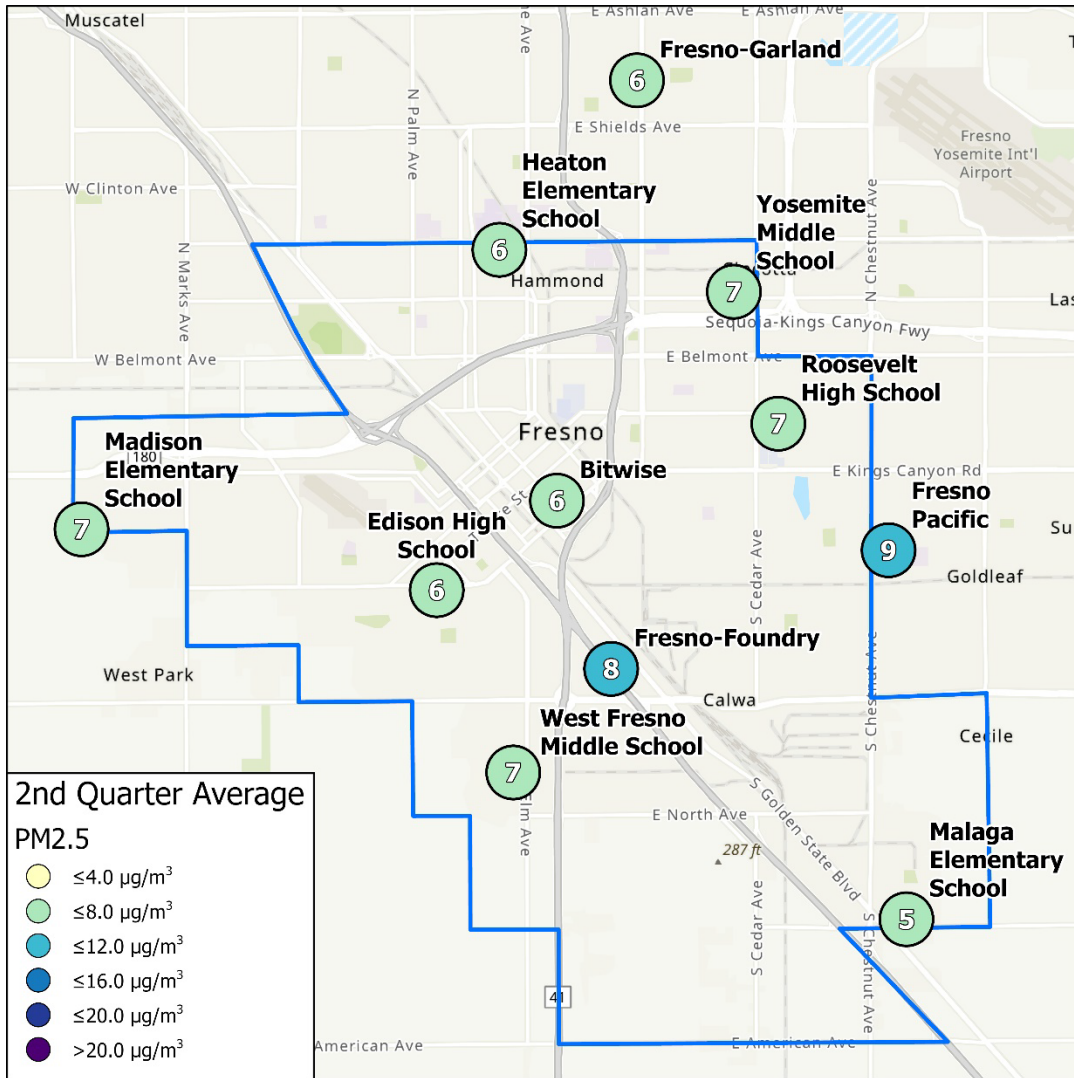 Muscatel
E Ashlan Ave
E Ashlan Ave
Fresno-Garland
6
N Palm Ave
E Shields Ave
Fresno
Yosemite Int'l
Airport
W Clinton Ave
Heaton
Elementary
School
6
Hammond
Yosemite
Middle
School
7
N Chestnut Ave
N Marks Ave
Sequoia-Kings Canyon Fwy
W Belmont Ave
E Belmont Ave
Roosevelt
High School
7
Fresno
Madison
Elementary
School
7
180
Bitwise
6
E Kings Canyon Rd
Fresno
Pacific
9
Edison High
School
6
S Cedar Ave
Goldleaf
Fresno-Foundry
8
West Park
Calwa
S Chestnut Ave
Cecile
West Fresno
Middle School
7
Elm Ave
E North Ave
S Golden State Blvd
287 ft
Malaga
Elementary
School
5
S Cedar Ave
S Chestnut Ave
41
American Ave
E American Ave
2nd Quarter Average
PM2.5
≤4.0 µg/m³
≤8.0 µg/m³
≤12.0 µg/m³
≤16.0 µg/m³
≤20.0 µg/m³
>20.0 µg/m³